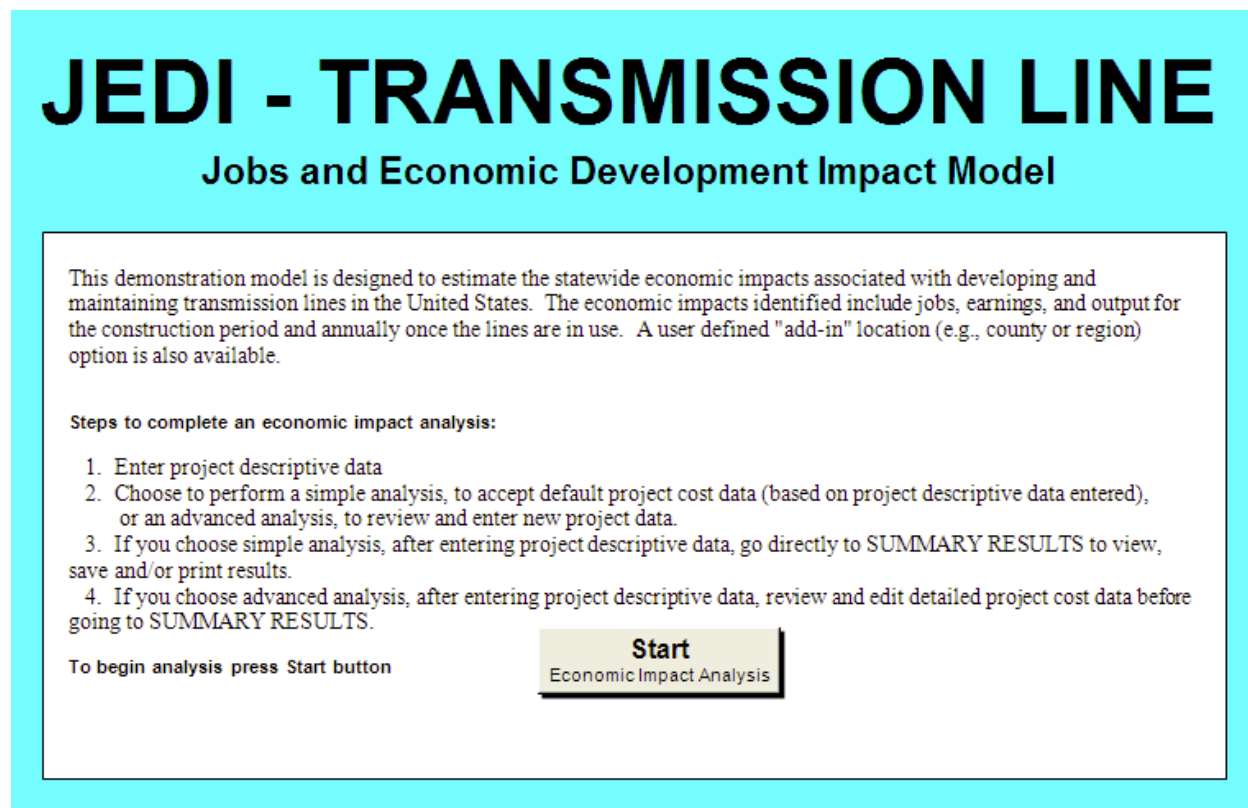 JEDI - TRANSMISSION LINE
Jobs and Economic Development Impact Model
This demonstration model is designed to estimate the statewide economic impacts associated with developing and
maintaining transmission lines in the United States.  The economic impacts identified include jobs, earnings, and output for
the construction period and annually once the lines are in use.  A user defined "add-in" location (e.g., county or region)
option is also available.
Steps to complete an economic impact analysis:
1.  Enter project descriptive data
2.  Choose to perform a simple analysis, to accept default project cost data (based on project descriptive data entered),
or an advanced analysis, to review and enter new project data.
3.  If you choose simple analysis, after entering project descriptive data, go directly to SUMMARY RESULTS to view,
save and/or print results.
4.  If you choose advanced analysis, after entering project descriptive data, review and edit detailed project cost data before
going to SUMMARY RESULTS.
To begin analysis press Start button
Start
Economic Impact Analysis